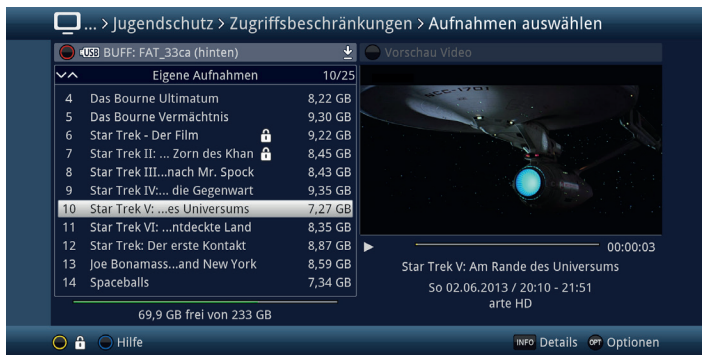 ... > Jugendschutz > Zugriffsbeschränkungen > Aufnahmen auswählen
USB BUFF: FAT_33ca (hinten)
Vorschau Video
Eigene Aufnahmen 10/25
4 Das Bourne Ultimatum 8,22 GB
5 Das Bourne Vermächtnis 9,30 GB
6 Star Trek - Der Film 9,22 GB
7 Star Trek II: ... Zorn des Khan 8,45 GB
8 Star Trek III...nach Mr. Spock 8,43 GB
9 Star Trek IV:... die Gegenwart 9,35 GB
10 Star Trek V: ...es Universums 7,27 GB
11 Star Trek VI: ...ntdeckte Land 8,35 GB
12 Star Trek: Der erste Kontakt 8,87 GB
13 Joe Bonamass...and New York 8,59 GB
14 Spaceballs 7,34 GB
69,9 GB frei von 233 GB
NCC-1701
00:00:03
Star Trek V: Am Rande des Universums
So 02.06.2013 / 20:10 - 21:51
arte HD
Hilfe
INFO Details OPT Optionen